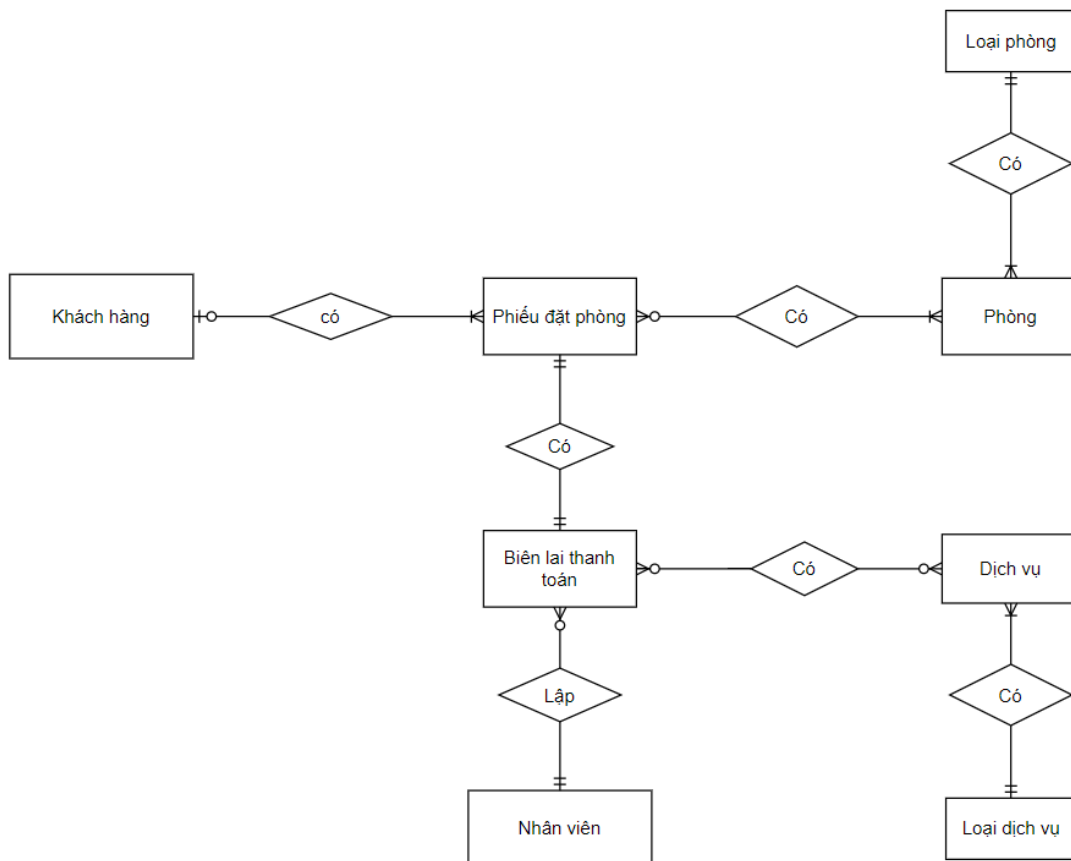 Loại phòng
Có
Khách hàng
có
Phiếu đặt phòng
Có
Phòng
Có
Biên lai thanh
toán
Có
Dịch vụ
Lập
Có
Nhân viên
Loại dịch vụ